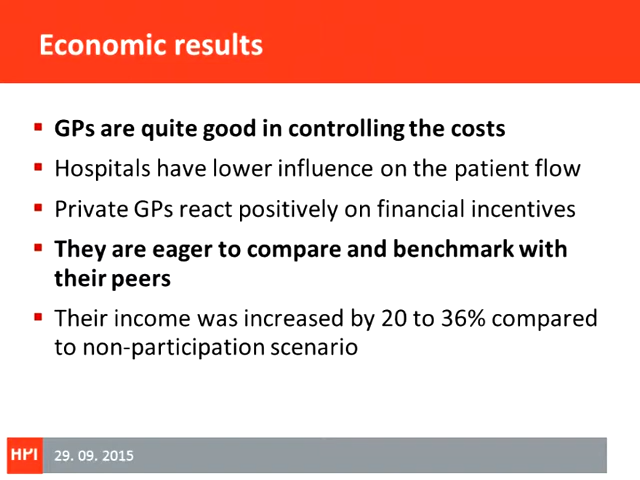 Economic results
▪ GPs are quite good in controlling the costs
▪ Hospitals have lower influence on the patient flow
▪ Private GPs react positively on financial incentives
▪ They are eager to compare and benchmark with
their peers
▪ Their income was increased by 20 to 36% compared
to non-participation scenario
HPI 29. 09. 2015